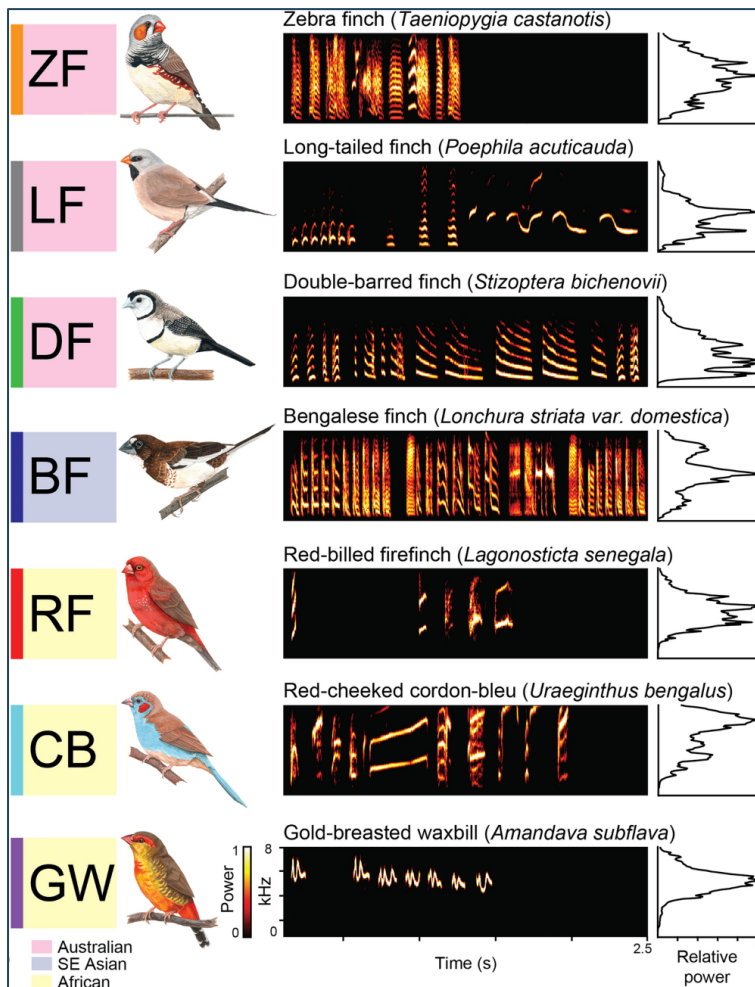 Zebra finch (Taeniopygia castanotis)
ZF
Long-tailed finch (Poephila acuticauda)
LF
Double-barred finch (Stizoptera bichenovii)
DF
Bengalese finch (Lonchura striata var. domestica)
BF
Red-billed firefinch (Lagonosticta senegala)
RF
Red-cheeked cordon-bleu (Uraeginthus bengalus)
CB
Gold-breasted waxbill (Amandava subflava)
GW
1
0
Power
8
0
kHz
Time (s)
2.5
Relative
power
Australian
SE Asian
African